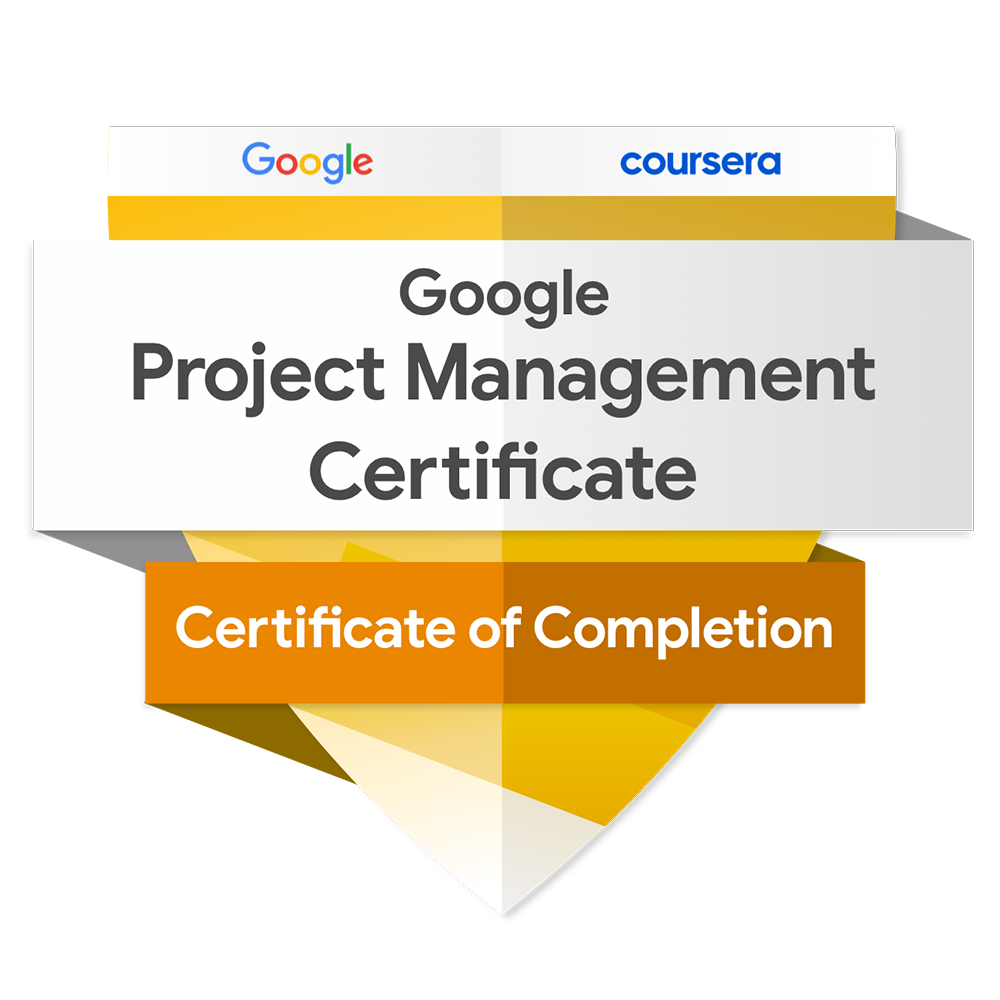 Google coursera
Google
Project Management
Certificate
Certificate of Completion